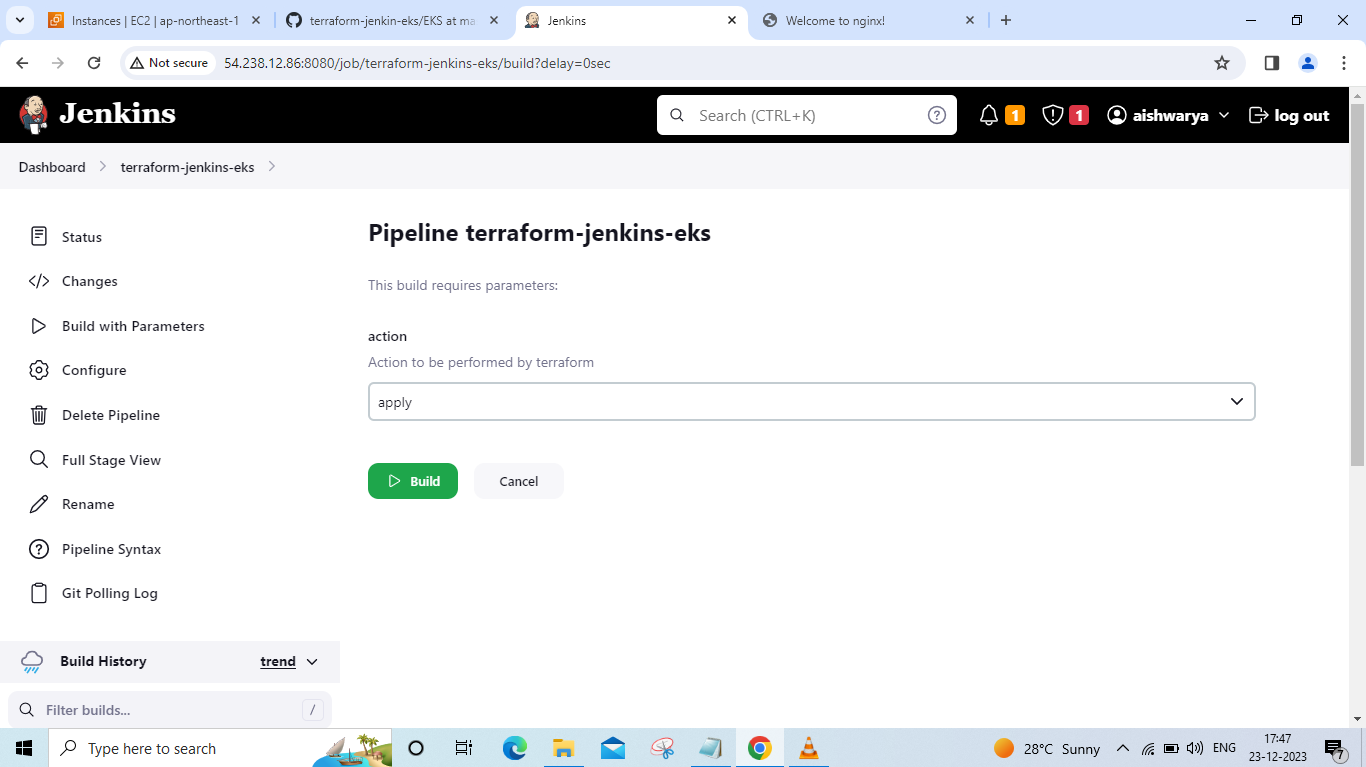 Instances | EC2 | ap-northeast-1
terraform-jenkin-eks/EKS at ma
Jenkins
Welcome to nginx!
Not secure
54.238.12.86:8080/job/terraform-jenkins-eks/build?delay=0sec
Jenkins
Search (CTRL+K)
?
1
1
aishwarya
log out
Dashboard
terraform-jenkins-eks
Status
Changes
Build with Parameters
Configure
Delete Pipeline
Full Stage View
Rename
Pipeline Syntax
Git Polling Log
Build History
trend
Filter builds...
/
Pipeline terraform-jenkins-eks
This build requires parameters:
action
Action to be performed by terraform
apply
Build
Cancel
Type here to search
28°C Sunny
ENG
17:47
23-12-2023
7